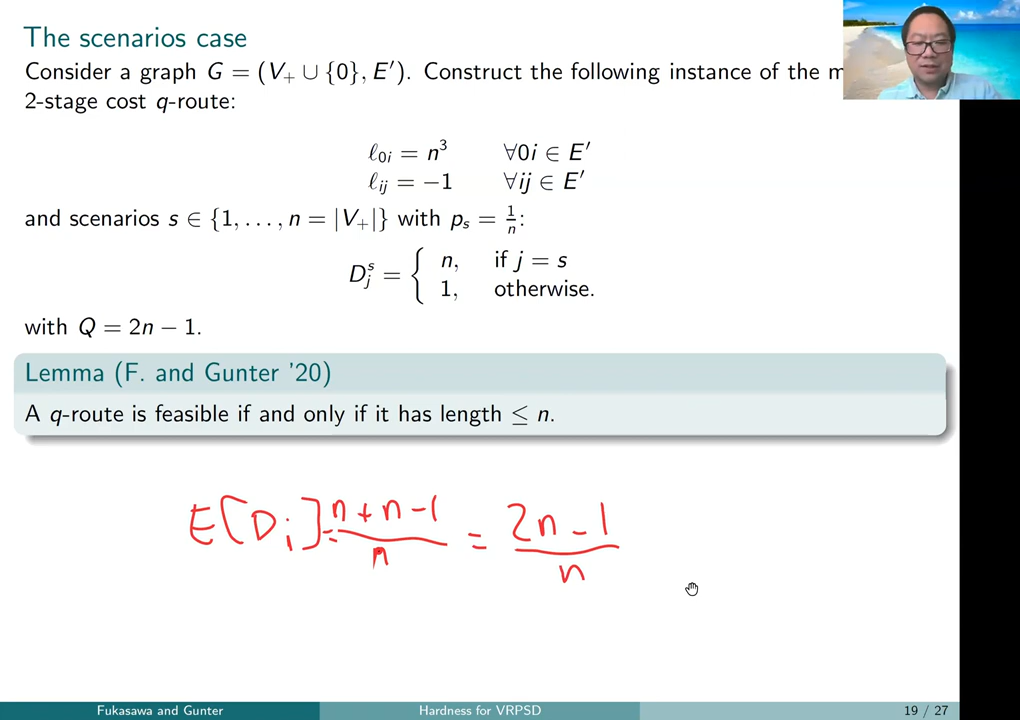 The scenarios case
Consider a graph G = (V₊ ∪ {0}, E′). Construct the following instance of the m
2-stage cost q-route:
ℓ₀ᵢ = n³ ∀0i ∈ E′
ℓᵢⱼ = −1 ∀ij ∈ E′
and scenarios s ∈ {1, . . . , n = |V₊|} with pₛ = 1/n:
Dⱼˢ = { n, if j = s
1, otherwise.
with Q = 2n − 1.
Lemma (F. and Gunter '20)
A q-route is feasible if and only if it has length ≤ n.
E[Dᵢ] = (n + n − 1)/n = (2n − 1)/n
Fukasawa and Gunter Hardness for VRPSD 19 / 27